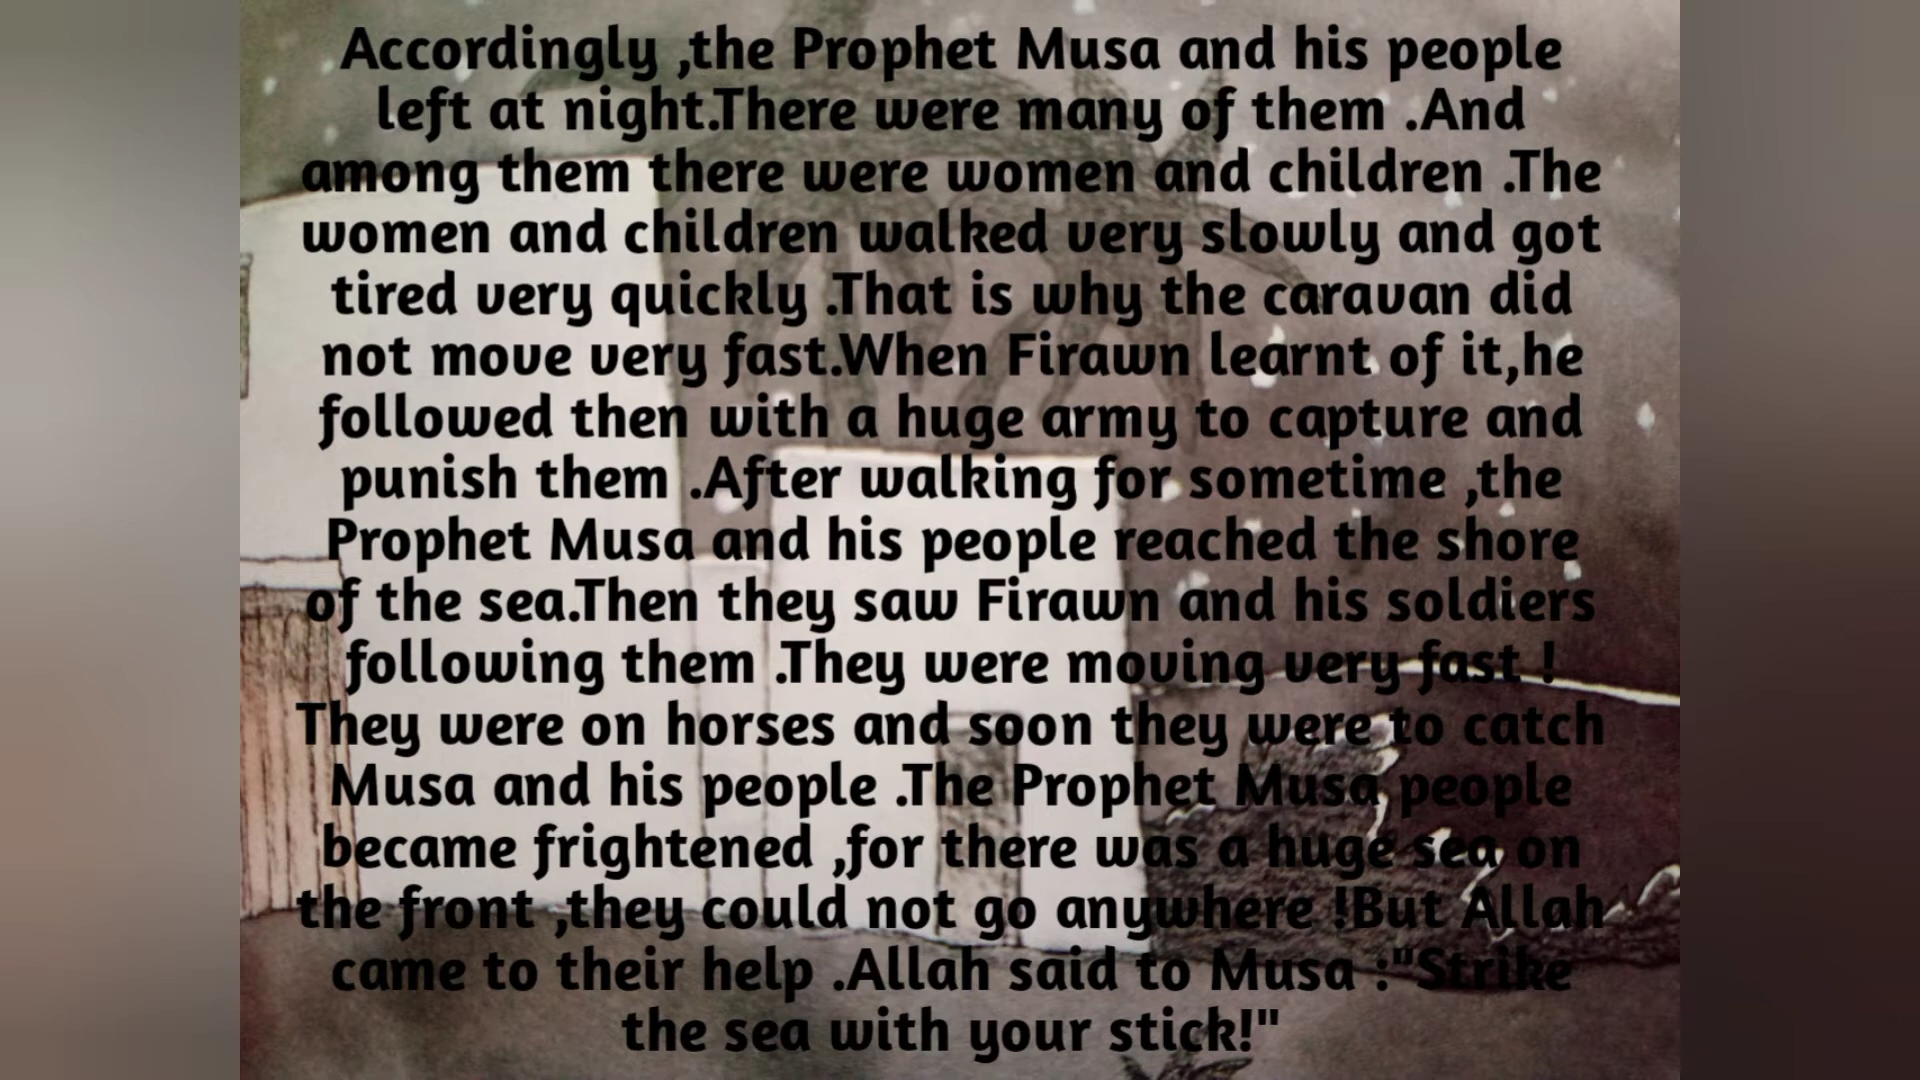 Accordingly ,the Prophet Musa and his people
left at night.There were many of them .And
among them there were women and children .The
women and children walked very slowly and got
tired very quickly .That is why the caravan did
not move very fast.When Firawn learnt of it,he
followed then with a huge army to capture and
punish them .After walking for sometime ,the
Prophet Musa and his people reached the shore
of the sea.Then they saw Firawn and his soldiers
following them .They were moving very fast !
They were on horses and soon they were to catch
Musa and his people .The Prophet Musa people
became frightened ,for there was a huge sea on
the front ,they could not go anywhere !But Allah
came to their help .Allah said to Musa :"Strike
the sea with your stick!"